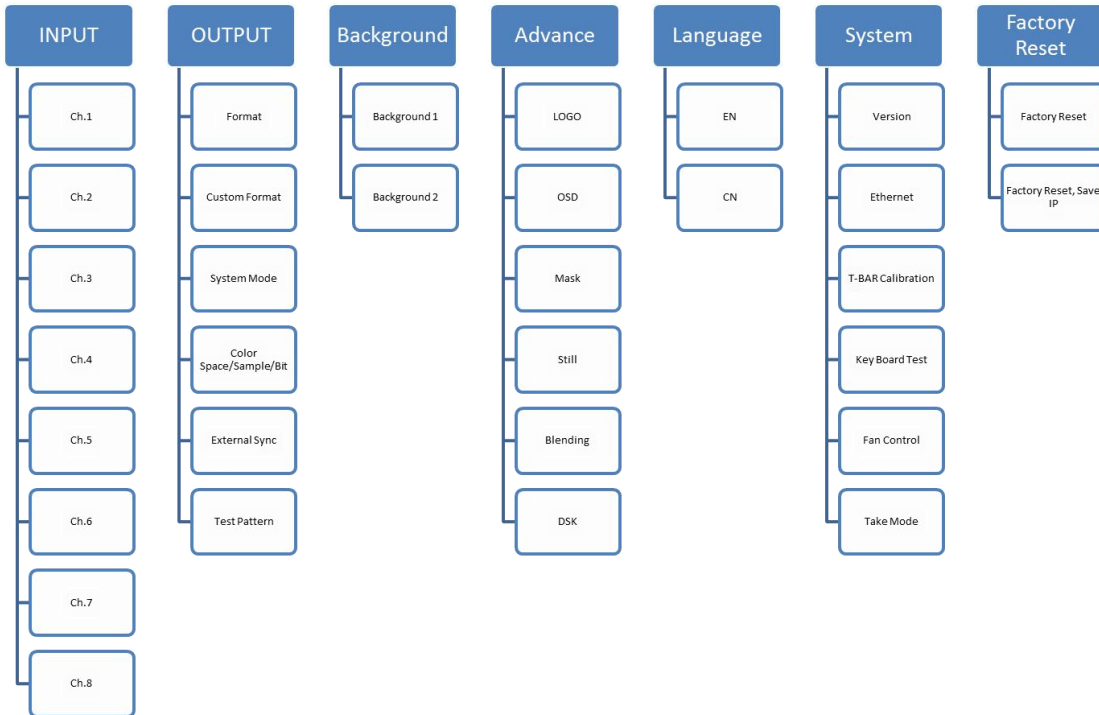 INPUT
Ch.1
Ch.2
Ch.3
Ch.4
Ch.5
Ch.6
Ch.7
Ch.8
OUTPUT
Format
Custom Format
System Mode
Color
Space/Sample/Bit
External Sync
Test Pattern
Background
Background 1
Background 2
Advance
LOGO
OSD
Mask
Still
Blending
DSK
Language
EN
CN
System
Version
Ethernet
T-BAR Calibration
Key Board Test
Fan Control
Take Mode
Factory
Reset
Factory Reset
Factory Reset, Save
IP